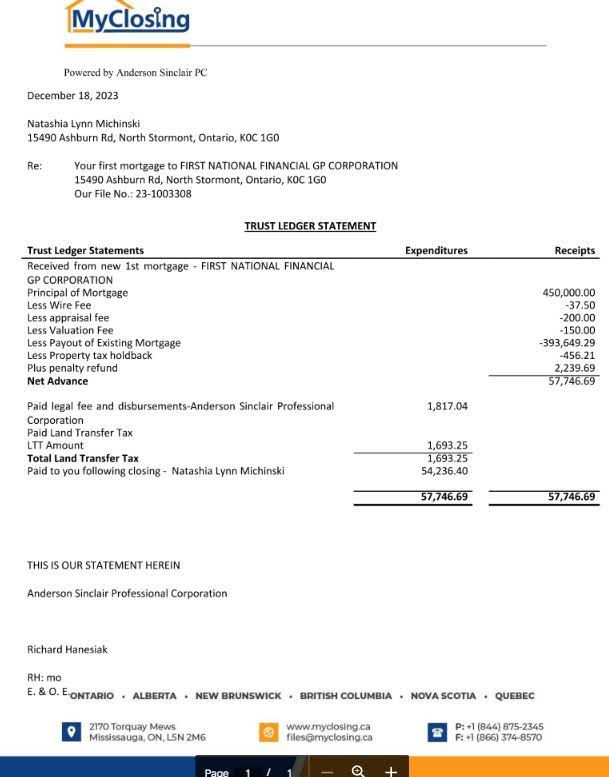 MyClosing
Powered by Anderson Sinclair PC
December 18, 2023
Natashia Lynn Michinski
15490 Ashburn Rd, North Stormont, Ontario, K0C 1G0
Re: Your first mortgage to FIRST NATIONAL FINANCIAL GP CORPORATION
15490 Ashburn Rd, North Stormont, Ontario, K0C 1G0
Our File No.: 23-1003308
TRUST LEDGER STATEMENT
Trust Ledger Statements Expenditures Receipts
Received from new 1st mortgage - FIRST NATIONAL FINANCIAL
GP CORPORATION
Principal of Mortgage 450,000.00
Less Wire Fee -37.50
Less appraisal fee -200.00
Less Valuation Fee -150.00
Less Payout of Existing Mortgage -393,649.29
Less Property tax holdback -456.21
Plus penalty refund 2,239.69
Net Advance 57,746.69
Paid legal fee and disbursements-Anderson Sinclair Professional 1,817.04
Corporation
Paid Land Transfer Tax
LTT Amount 1,693.25
Total Land Transfer Tax 1,693.25
Paid to you following closing - Natashia Lynn Michinski 54,236.40
57,746.69 57,746.69
THIS IS OUR STATEMENT HEREIN
Anderson Sinclair Professional Corporation
Richard Hanesiak
RH: mo
E. & O. E.
ONTARIO • ALBERTA • NEW BRUNSWICK • BRITISH COLUMBIA • NOVA SCOTIA • QUEBEC
2170 Torquay Mews www.myclosing.ca P: +1 (844) 875-2345
Mississauga, ON, L5N 2M6 files@myclosing.ca F: +1 (866) 374-8570
Page 1 / 1